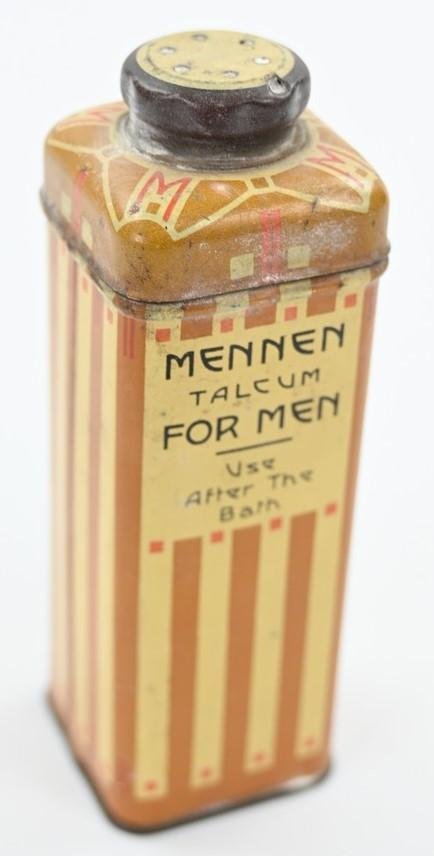 M M
MENNEN
TALCUM
FOR MEN
Use
After The
Bath